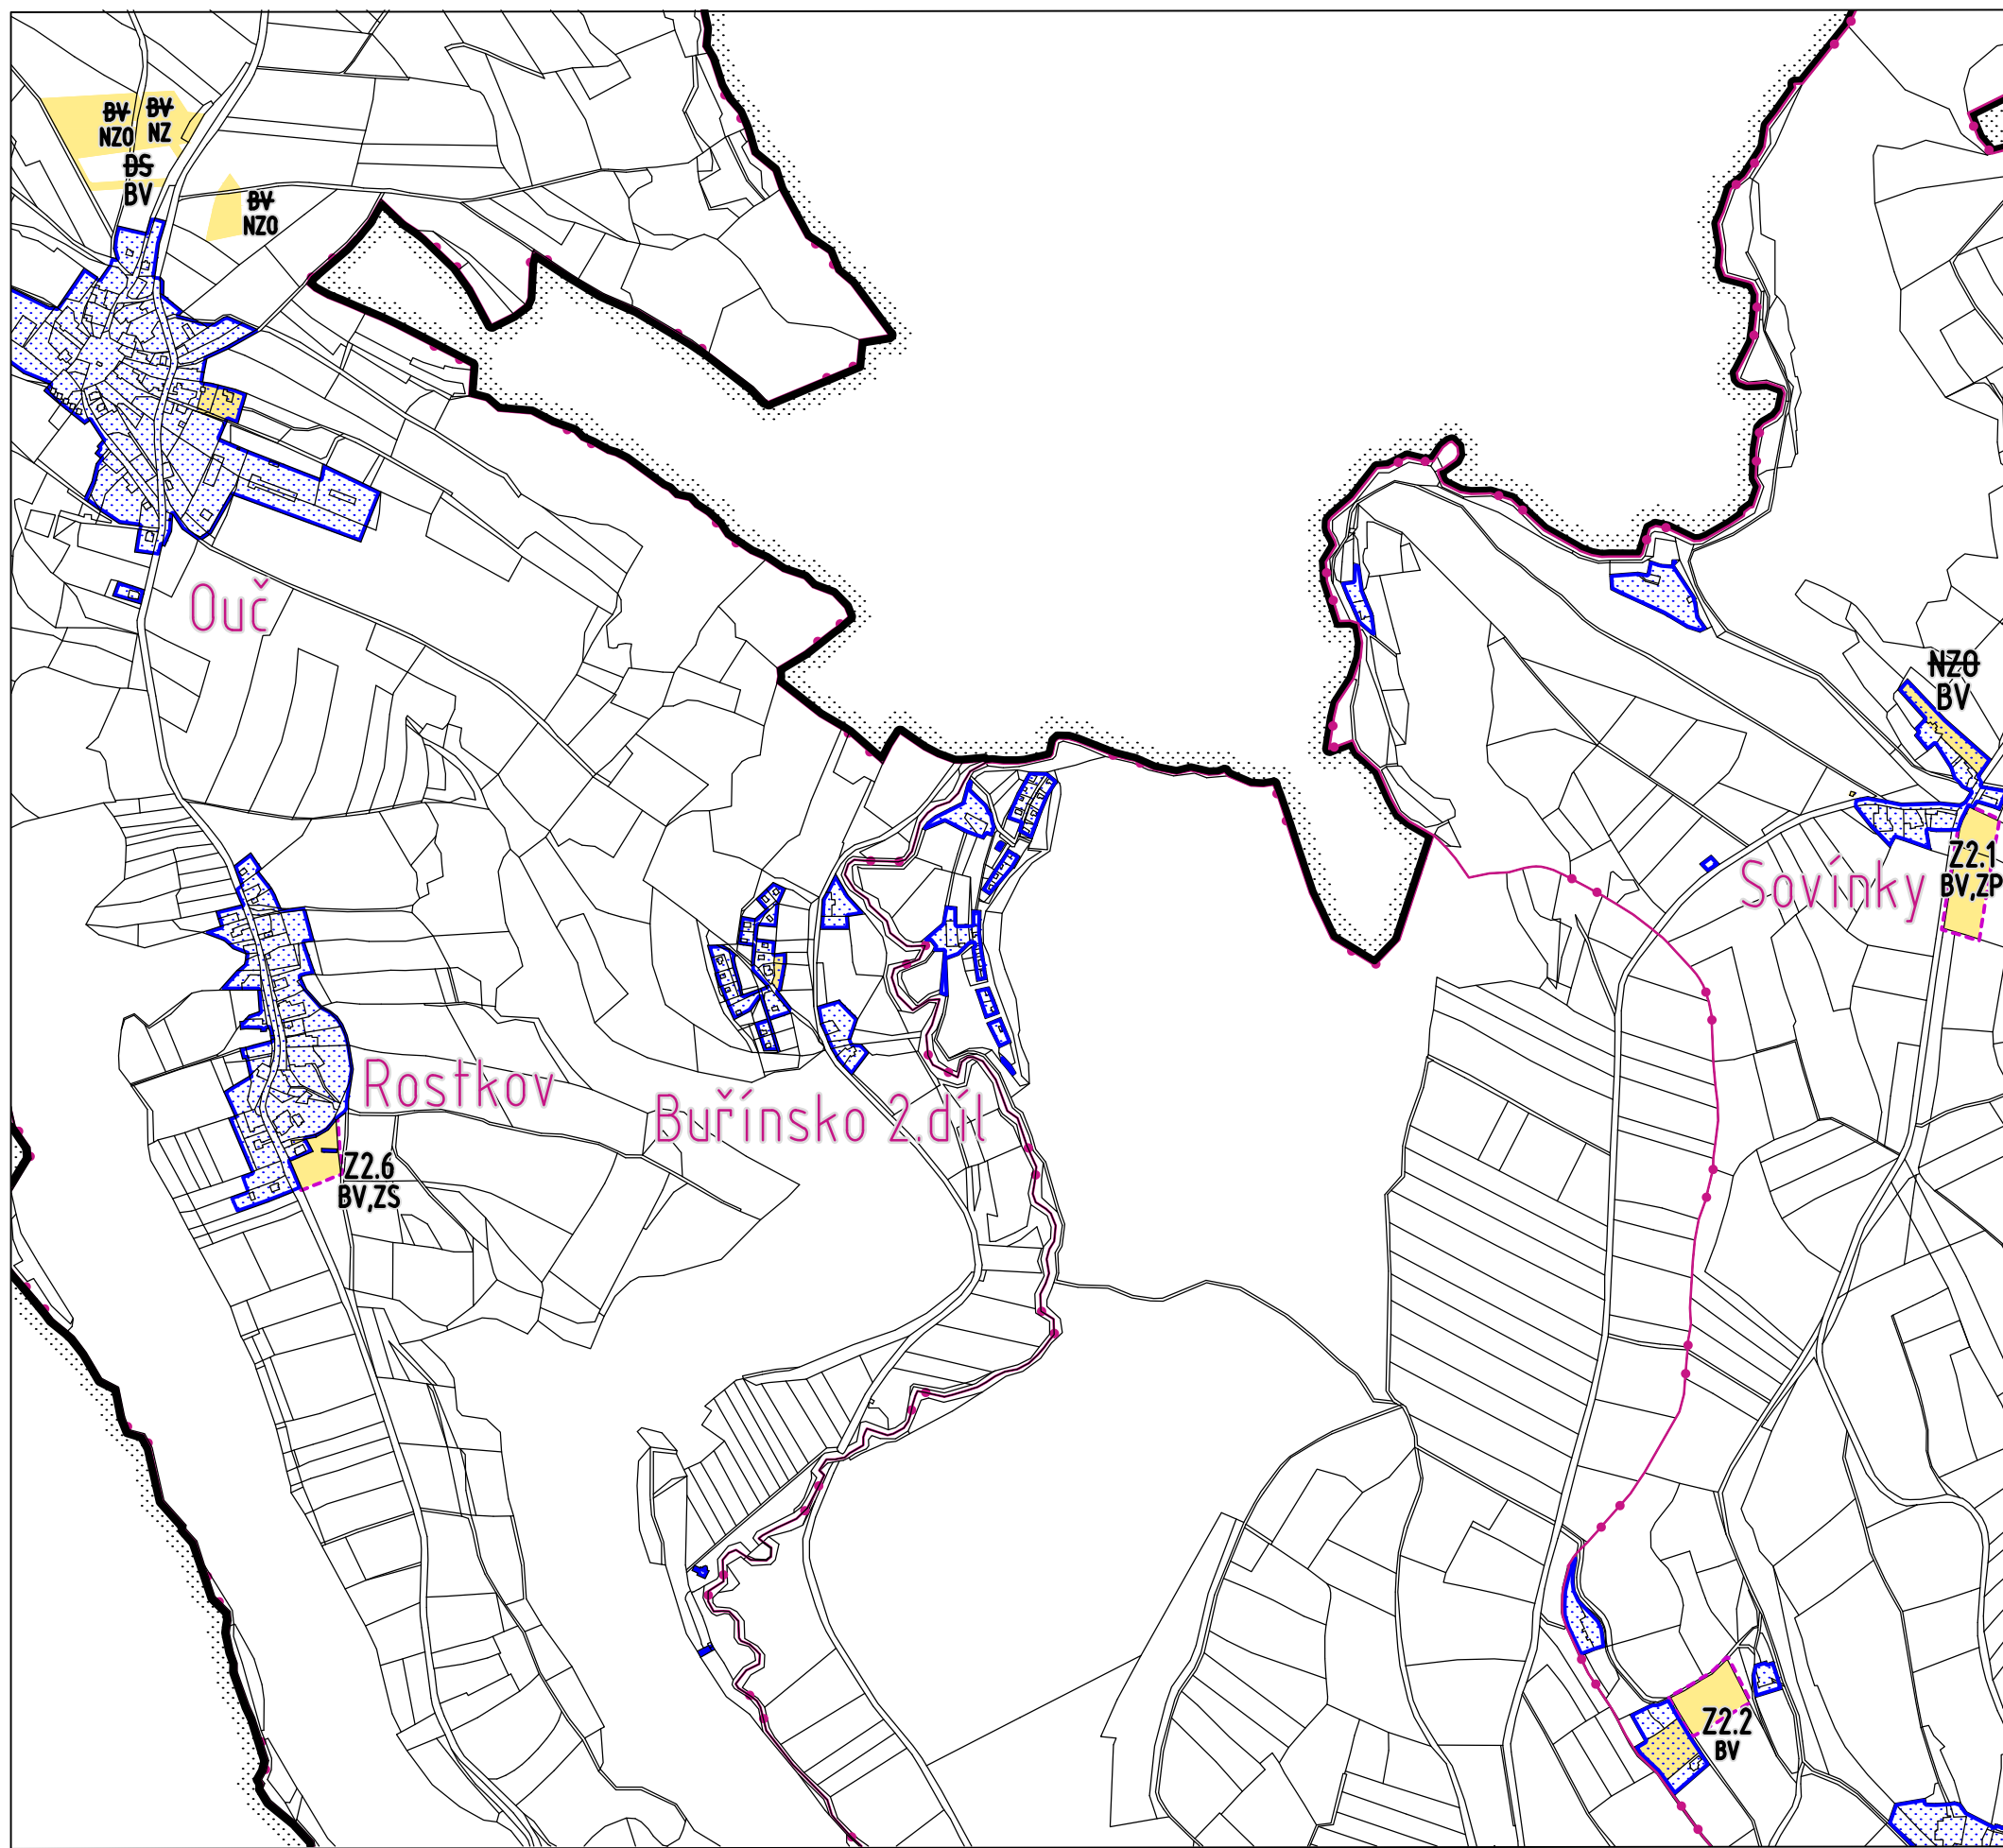 BV BV
NZO NZ
DS
BV
BV
NZO
Ouč
NZO
BV
Z2.1
BV,ZP
Sovínky
Rostkov
Buřínsko 2.díl
Z2.6
BV,ZS
Z2.2
BV